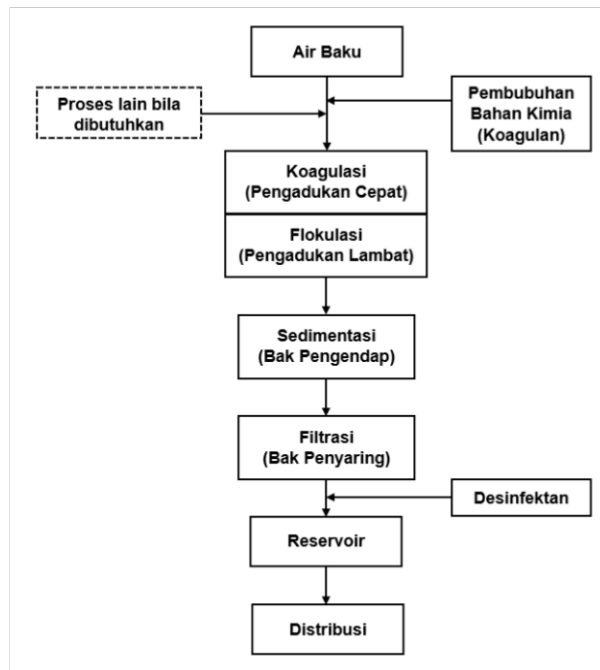 Air Baku
Proses lain bila
dibutuhkan
Pembubuhan
Bahan Kimia
(Koagulan)
Koagulasi
(Pengadukan Cepat)
Flokulasi
(Pengadukan Lambat)
Sedimentasi
(Bak Pengendap)
Filtrasi
(Bak Penyaring)
Desinfektan
Reservoir
Distribusi